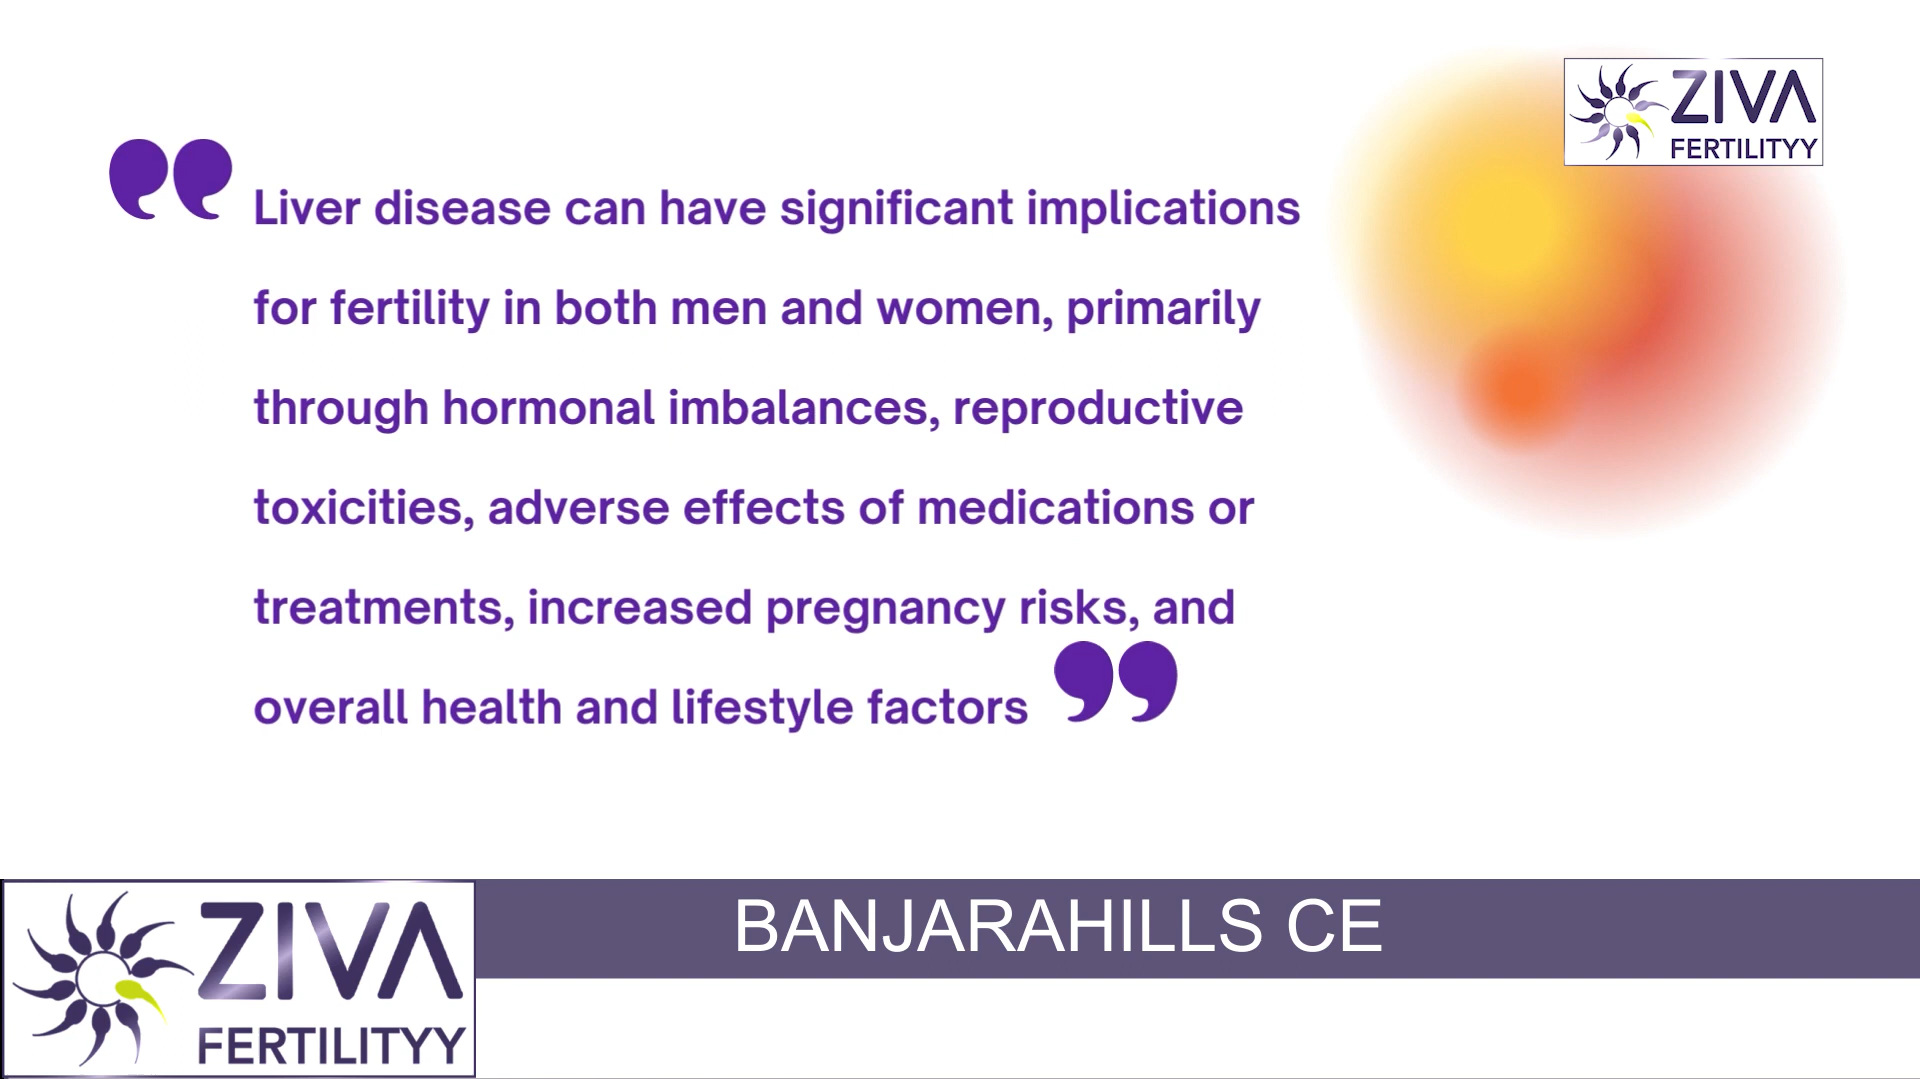 ZIVA
FERTILITYY
“Liver disease can have significant implications
for fertility in both men and women, primarily
through hormonal imbalances, reproductive
toxicities, adverse effects of medications or
treatments, increased pregnancy risks, and
overall health and lifestyle factors”
BANJARAHILLS CE
ZIVA
FERTILITYY